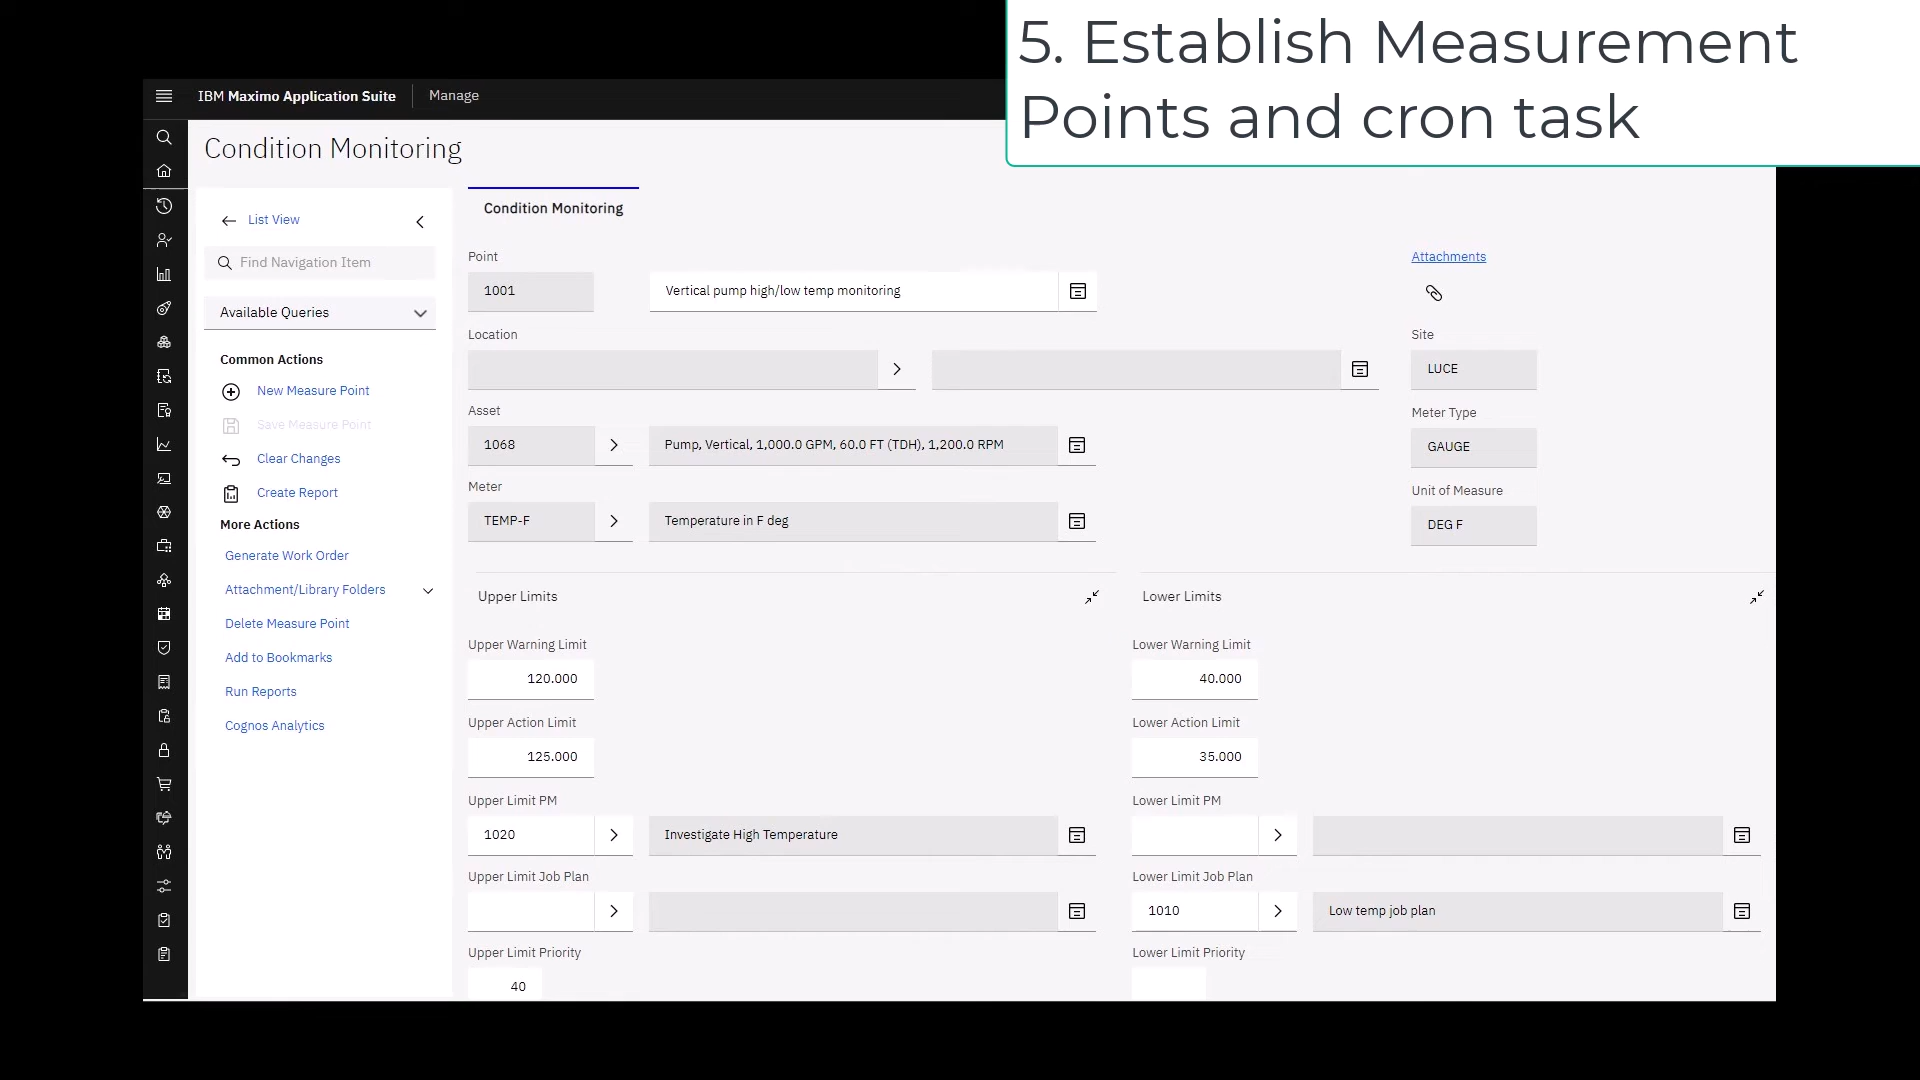 5. Establish Measurement
Points and cron task
IBM Maximo Application Suite
Manage
Condition Monitoring
List View
Find Navigation Item
Available Queries
Common Actions
New Measure Point
Save Measure Point
Clear Changes
Create Report
More Actions
Generate Work Order
Attachment/Library Folders
Delete Measure Point
Add to Bookmarks
Run Reports
Cognos Analytics
Condition Monitoring
Point
1001
Vertical pump high/low temp monitoring
Attachments
Location
Site
LUCE
Asset
1068
Pump, Vertical, 1,000.0 GPM, 60.0 FT (TDH), 1,200.0 RPM
Meter Type
GAUGE
Meter
TEMP-F
Temperature in F deg
Unit of Measure
DEG F
Upper Limits
Upper Warning Limit
120.000
Upper Action Limit
125.000
Upper Limit PM
1020
Investigate High Temperature
Upper Limit Job Plan
Upper Limit Priority
40
Lower Limits
Lower Warning Limit
40.000
Lower Action Limit
35.000
Lower Limit PM
Lower Limit Job Plan
1010
Low temp job plan
Lower Limit Priority